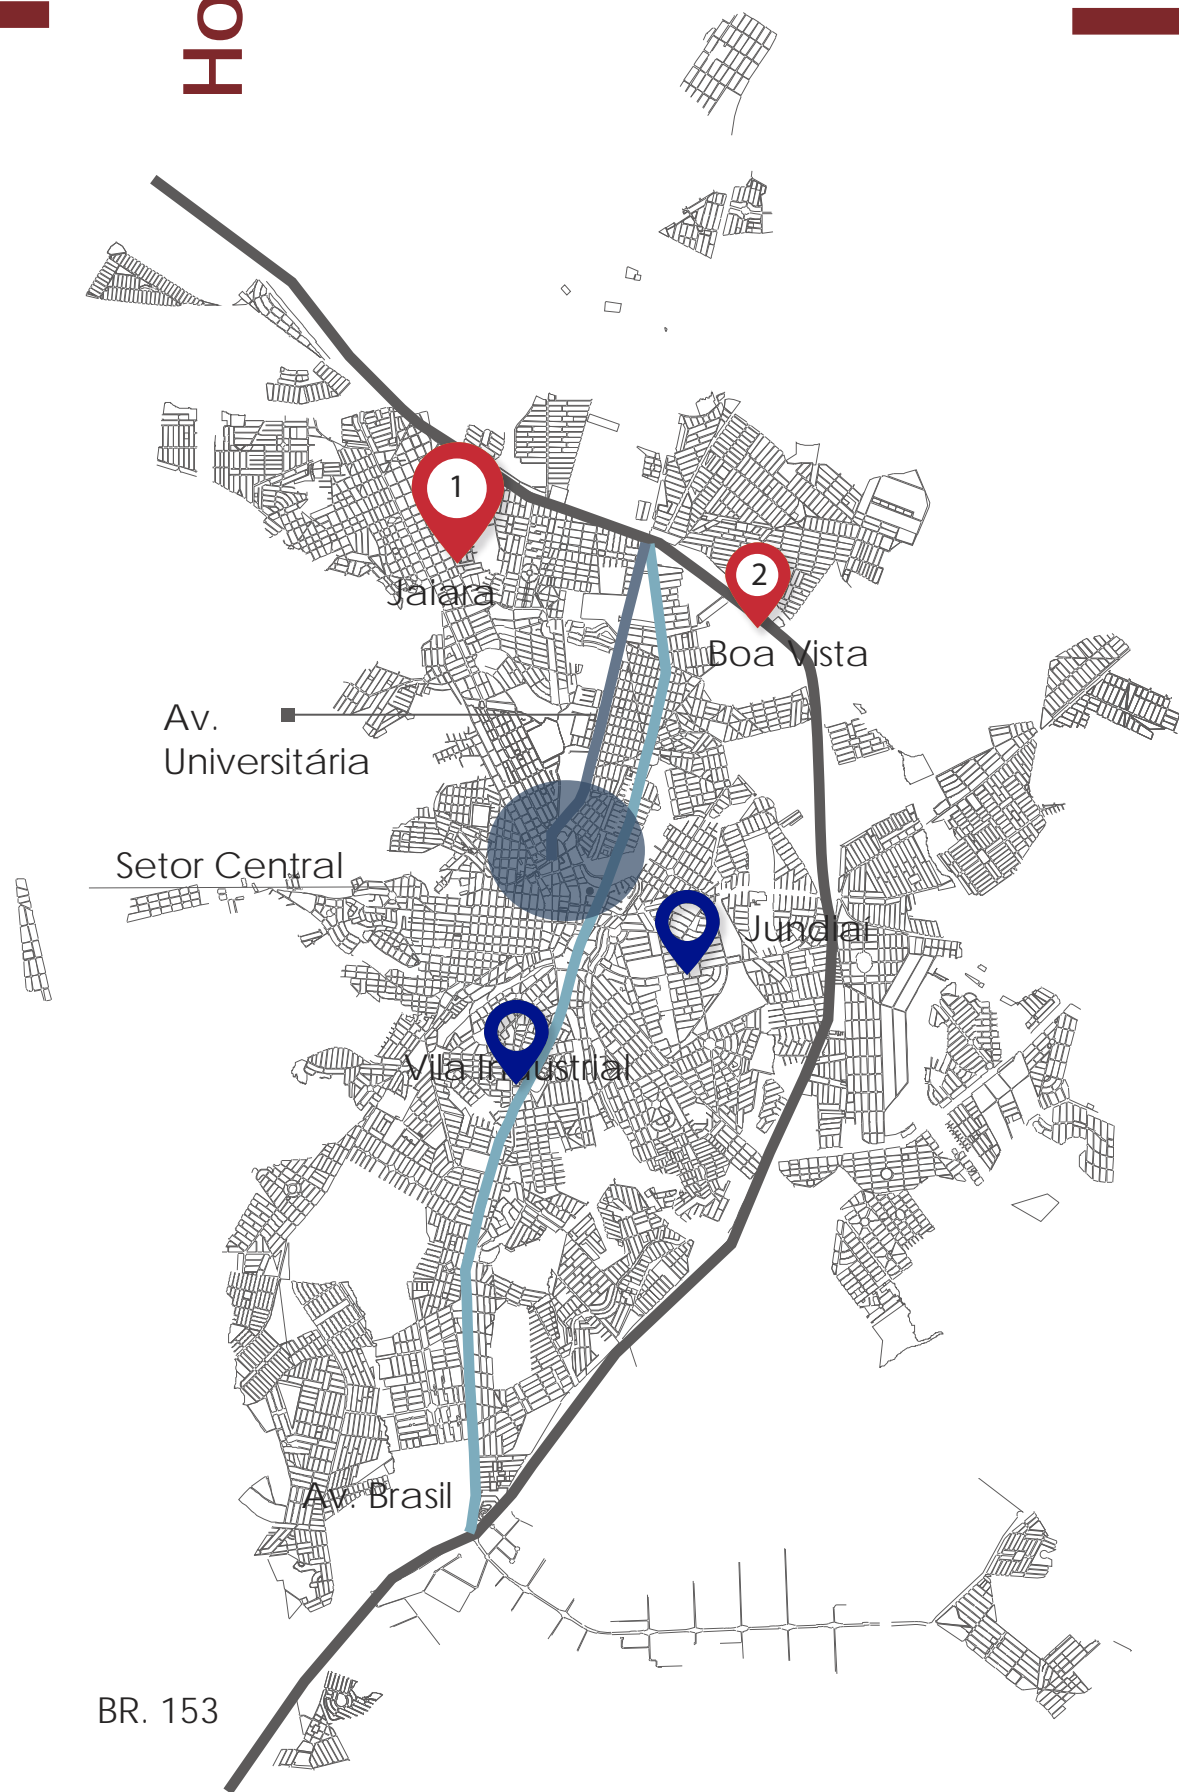 Ho
1
2
Jaiara
Boa Vista
Av.
Universitária
Setor Central
Jundiaí
Vila Industrial
Av. Brasil
BR. 153